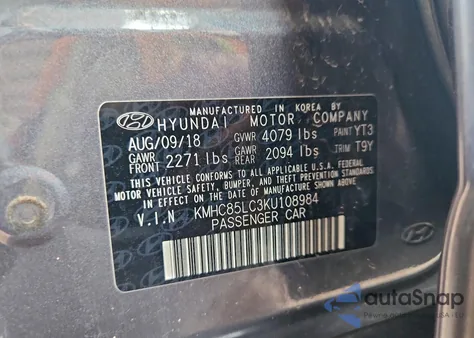 MANUFACTURED IN KOREA BY
HYUNDAI MOTOR COMPANY
AUG/09/18 GVWR 4079 lbs PAINT YT3
GAWR FRONT 2271 lbs GAWR REAR 2094 lbs TRIM T9Y
THIS VEHICLE CONFORMS TO ALL APPLICABLE U.S.A. FEDERAL
MOTOR VEHICLE SAFETY, BUMPER, AND THEFT PREVENTION STANDARDS
IN EFFECT ON THE DATE OF MANUFACTURE SHOWN ABOVE.
V.I.N KMHC85LC3KU108984
PASSENGER CAR
autaSnap